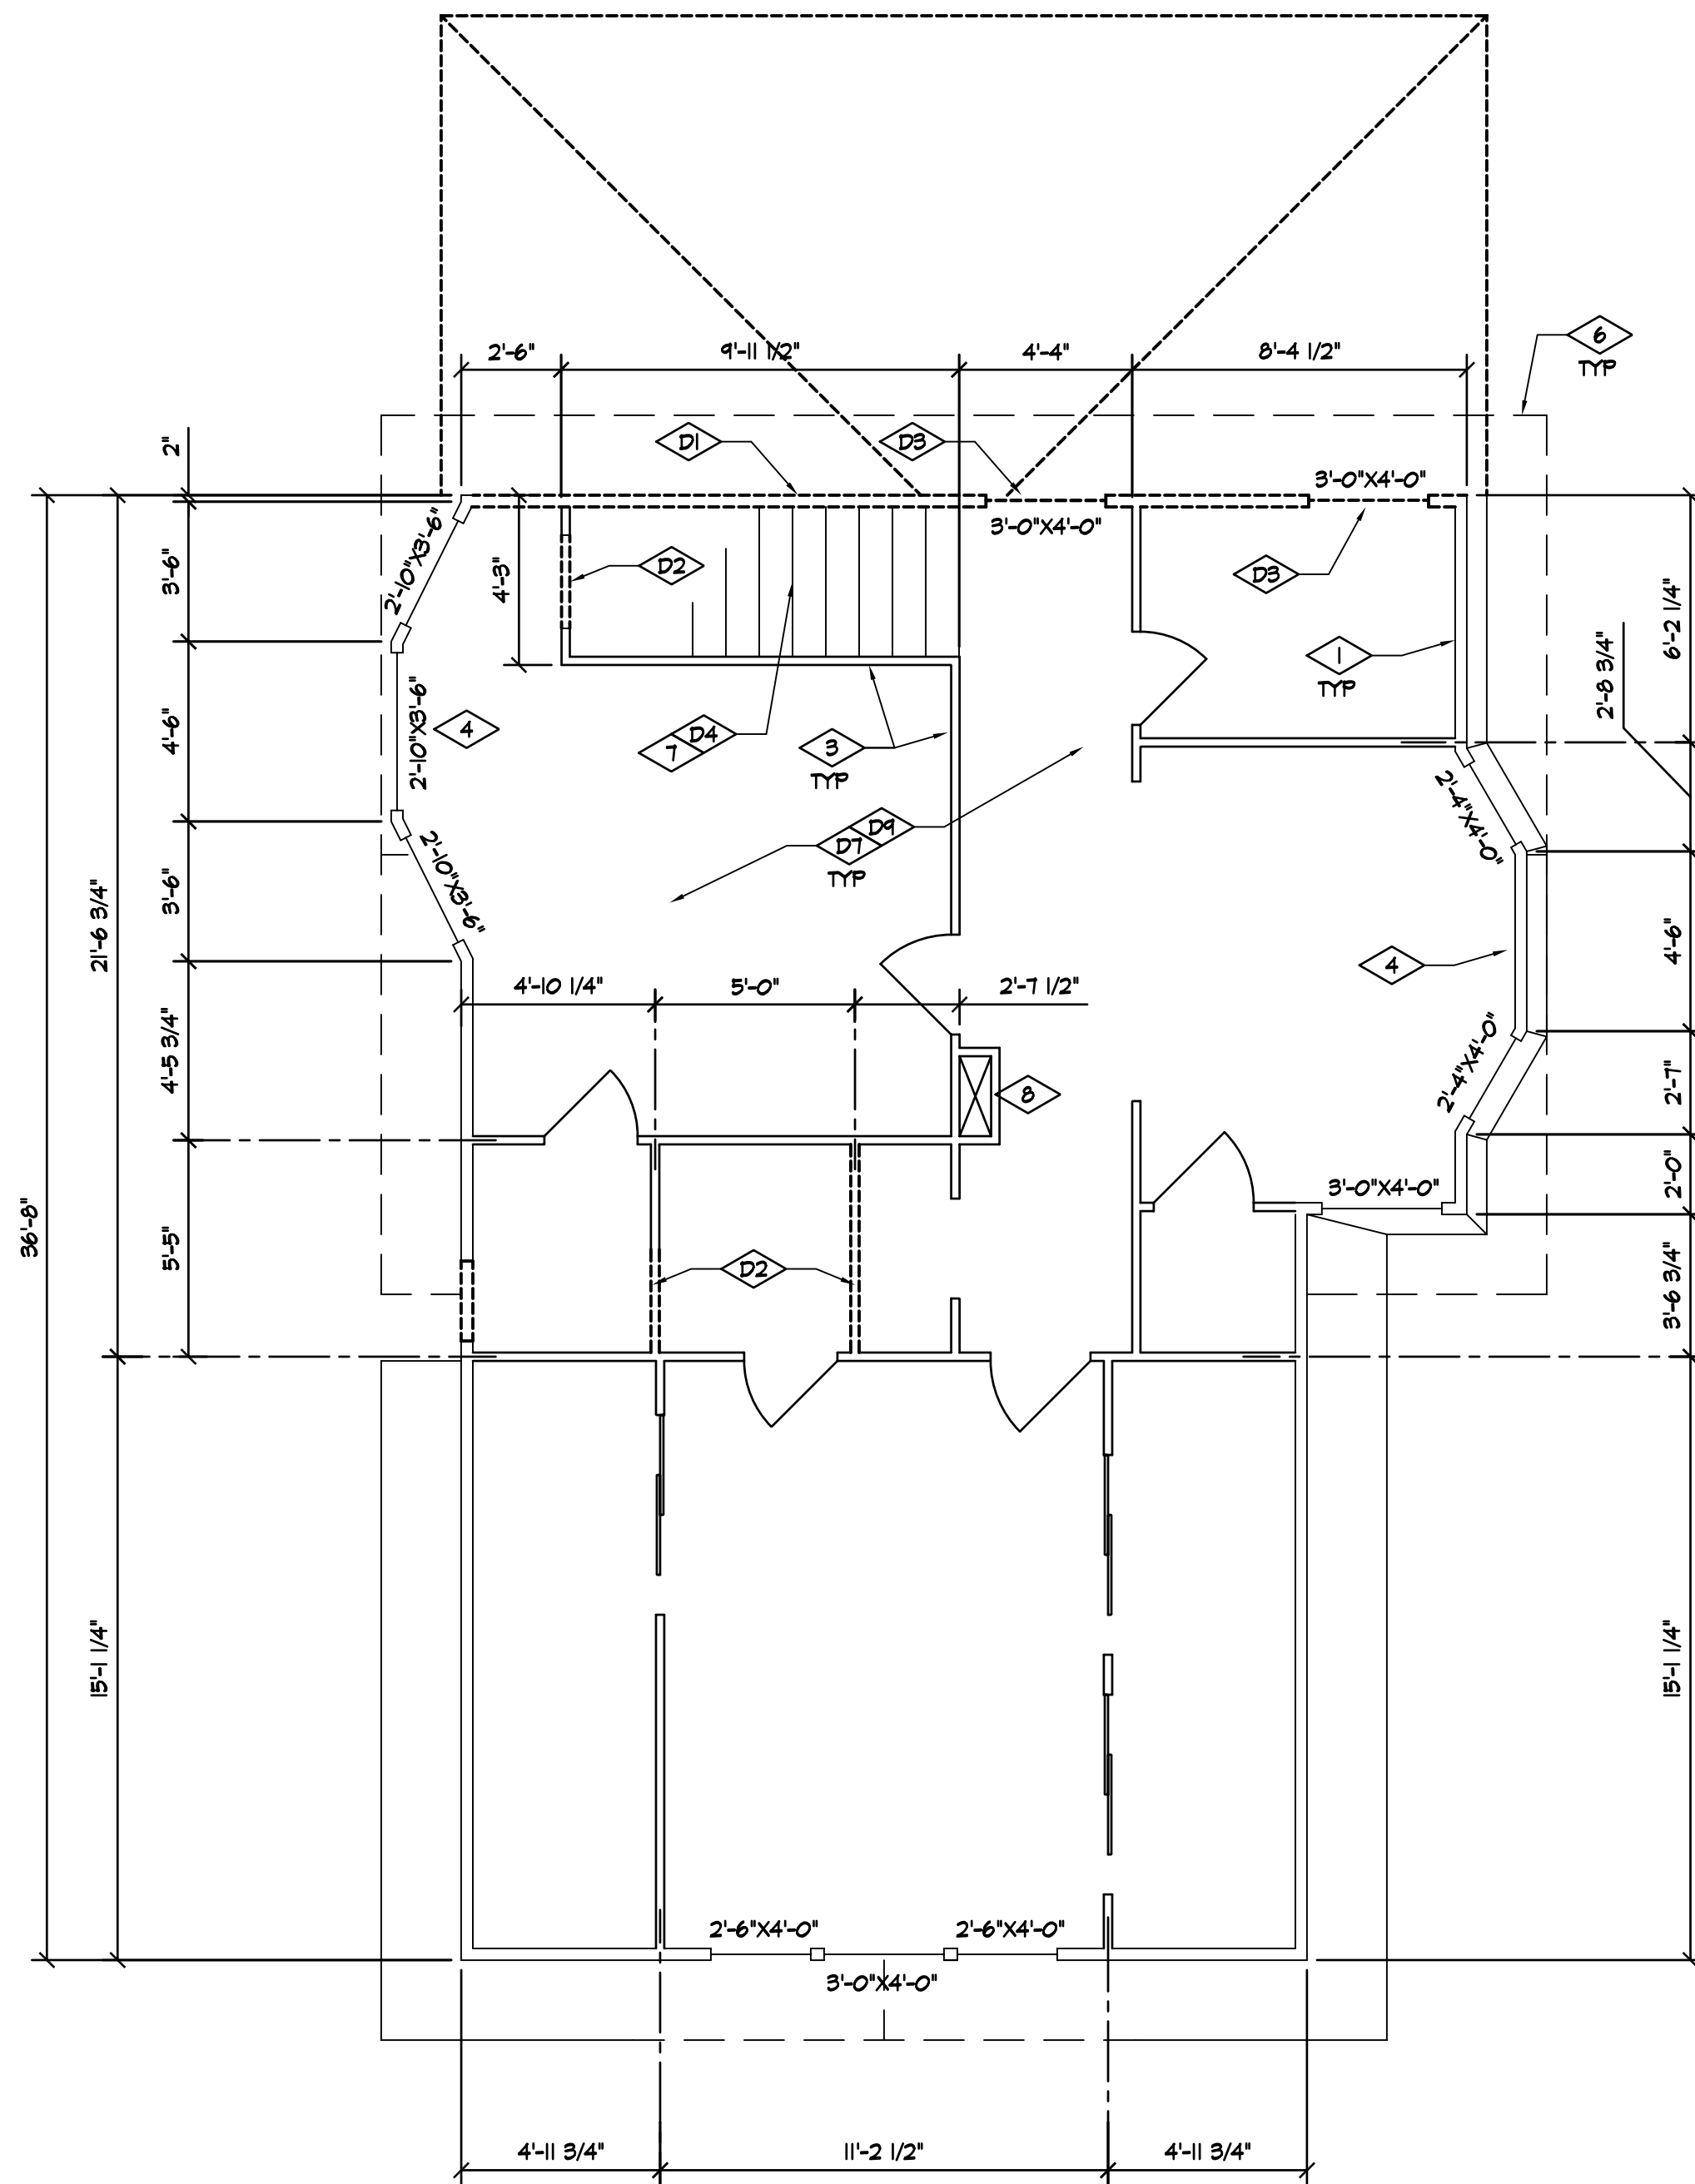 6
TYP
2'-6"
9'-11 1/2"
4'-4"
8'-4 1/2"
2"
D1
D3
3'-0"X4'-0"
3'-0"X4'-0"
2'-10"X3'-6"
3'-6"
4'-3"
D2
D3
6'-2 1/4"
1
TYP
2'-8 3/4"
4'-6"
2'-10"X3'-6"
4
D4
7
3
TYP
2'-4"X4'-0"
D9
D7
TYP
2'-10"X3'-6"
3'-6"
21'-6 3/4"
4'-6"
4
4'-10 1/4"
5'-0"
2'-7 1/2"
4'-5 3/4"
2'-4"X4'-0"
2'-7"
8
3'-0"X4'-0"
2'-0"
36'-8"
5'-5"
D2
3'-6 3/4"
15'-1 1/4"
15'-1 1/4"
2'-6"X4'-0"
2'-6"X4'-0"
3'-0"X4'-0"
4'-11 3/4"
11'-2 1/2"
4'-11 3/4"